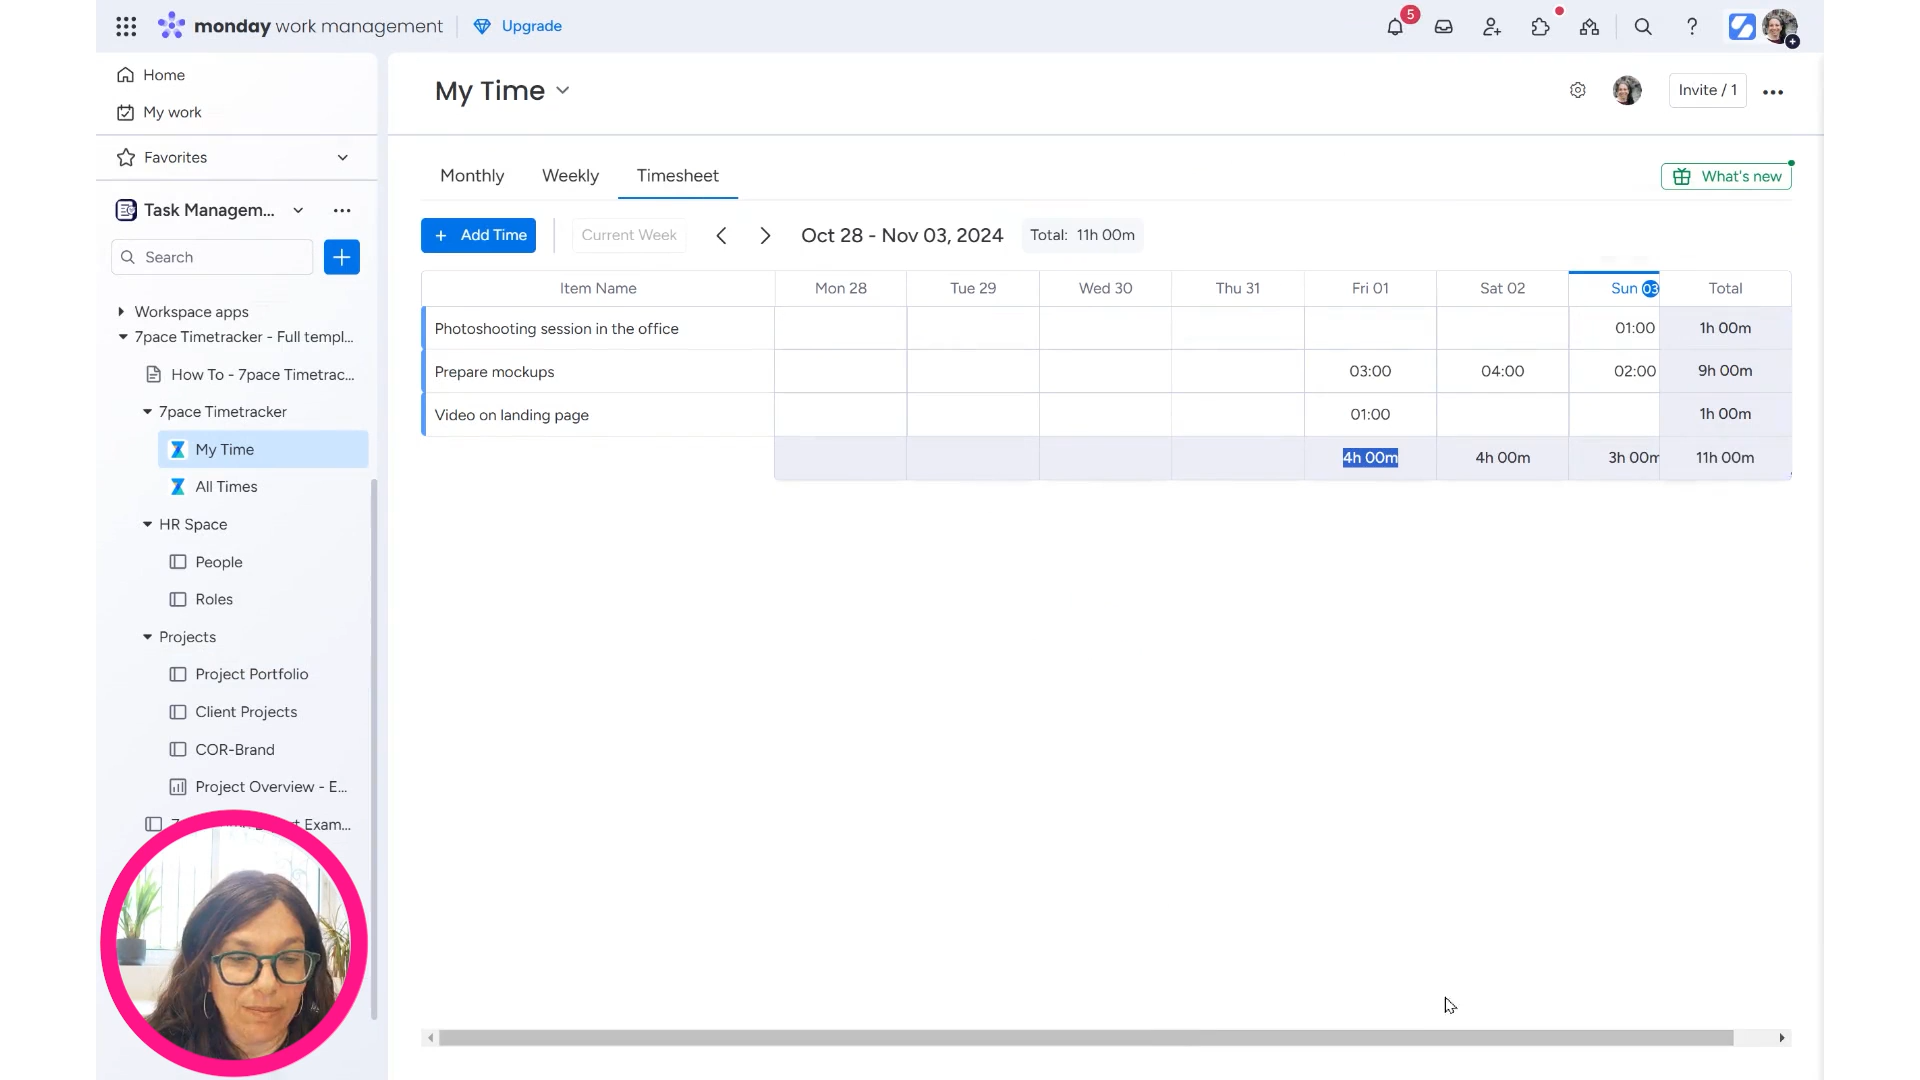 monday work management
Upgrade
5
Home
My work
Favorites
Task Managem...
Search
Workspace apps
7pace Timetracker - Full templ...
How To - 7pace Timetrac...
7pace Timetracker
My Time
All Times
HR Space
People
Roles
Projects
Project Portfolio
Client Projects
COR-Brand
Project Overview - E...
Exam...
My Time
Invite / 1
Monthly Weekly Timesheet
What's new
+ Add Time
Current Week
Oct 28 - Nov 03, 2024
Total: 11h 00m
Item Name Mon 28 Tue 29 Wed 30 Thu 31 Fri 01 Sat 02 Sun 03 Total
Photoshooting session in the office 01:00 1h 00m
Prepare mockups 03:00 04:00 02:00 9h 00m
Video on landing page 01:00 1h 00m
4h 00m 4h 00m 3h 00m 11h 00m